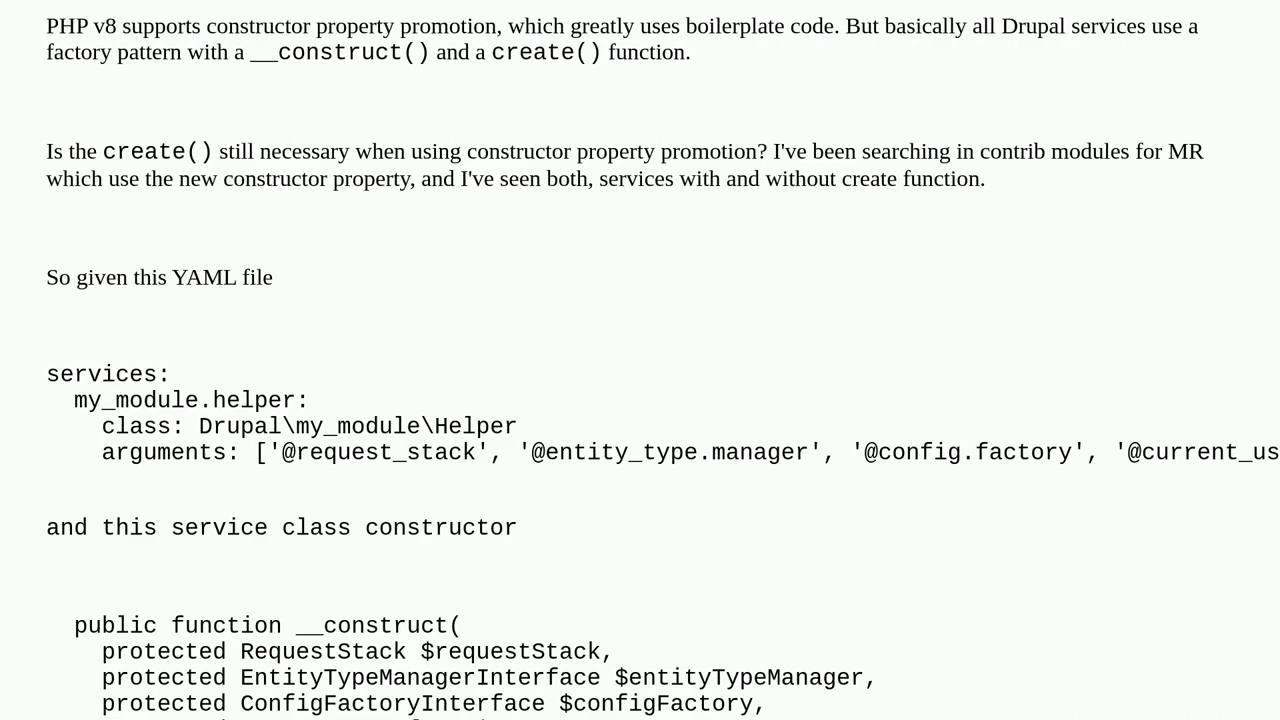 PHP v8 supports constructor property promotion, which greatly uses boilerplate code. But basically all Drupal services use a
factory pattern with a __construct() and a create() function.
Is the create() still necessary when using constructor property promotion? I've been searching in contrib modules for MR
which use the new constructor property, and I've seen both, services with and without create function.
So given this YAML file
services:
  my_module.helper:
    class: Drupal\my_module\Helper
    arguments: ['@request_stack', '@entity_type.manager', '@config.factory', '@current_us
and this service class constructor
  public function __construct(
    protected RequestStack $requestStack,
    protected EntityTypeManagerInterface $entityTypeManager,
    protected ConfigFactoryInterface $configFactory,